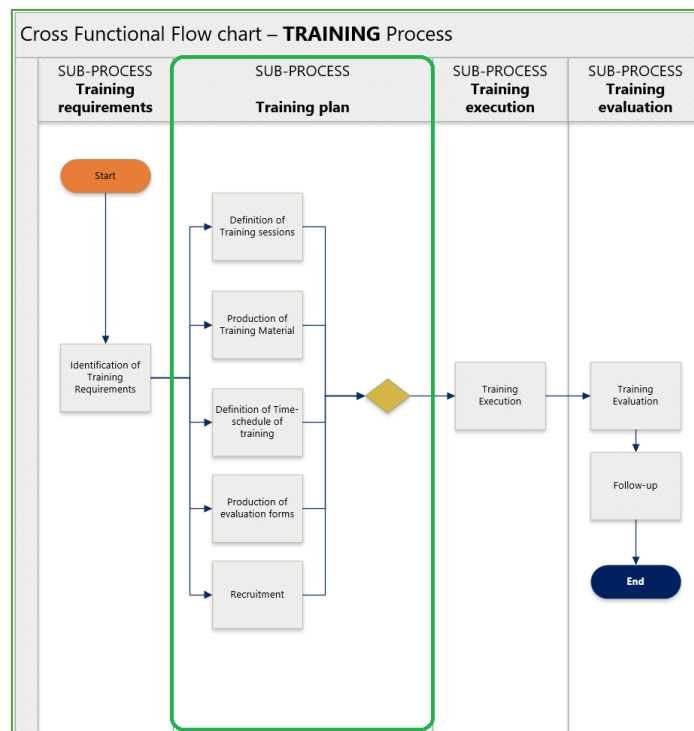 Cross Functional Flow chart – TRAINING Process
SUB-PROCESS
Training
requirements
SUB-PROCESS
Training plan
SUB-PROCESS
Training
execution
SUB-PROCESS
Training
evaluation
Start
Definition of
Training sessions
Production of
Training Material
Identification of
Training
Requirements
Definition of Time-
schedule of
training
Training
Execution
Training
Evaluation
Production of
evaluation forms
Follow-up
Recruitment
End